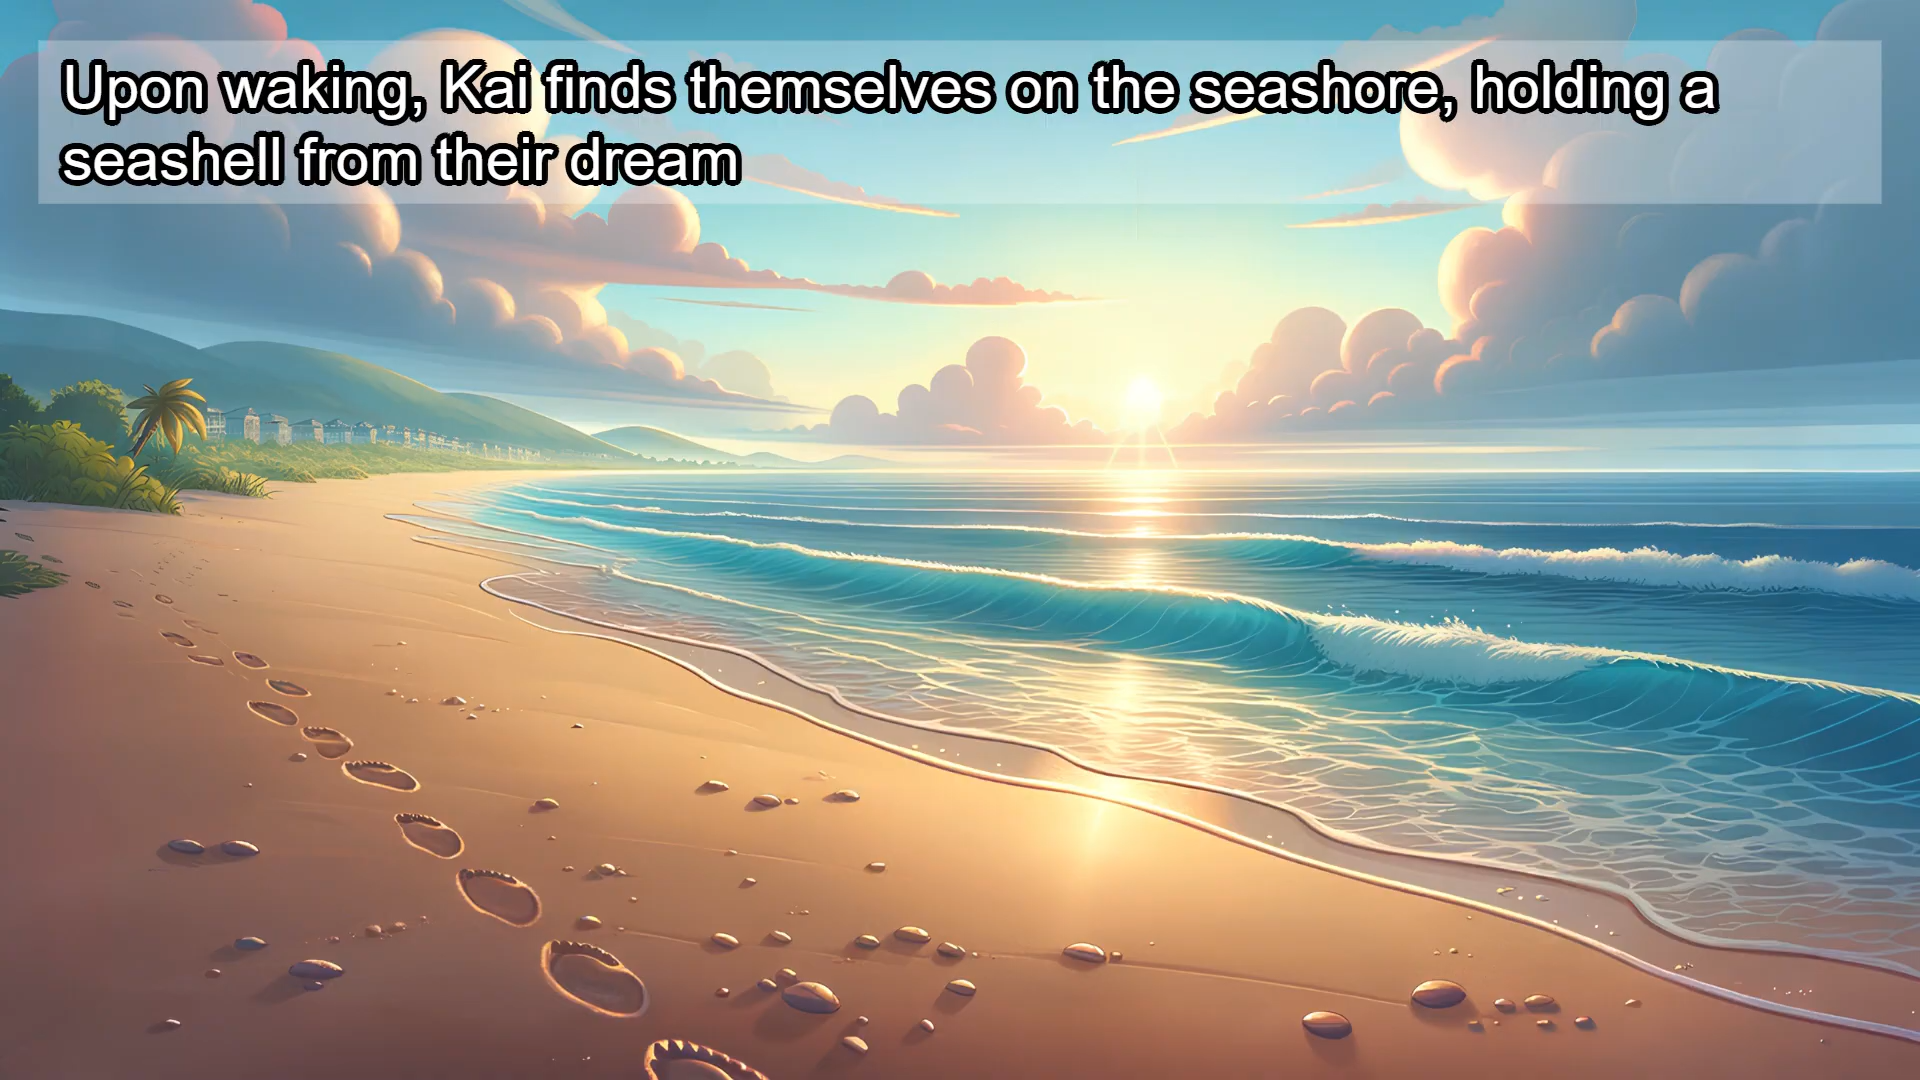 Upon waking, Kai finds themselves on the seashore, holding a
seashell from their dream